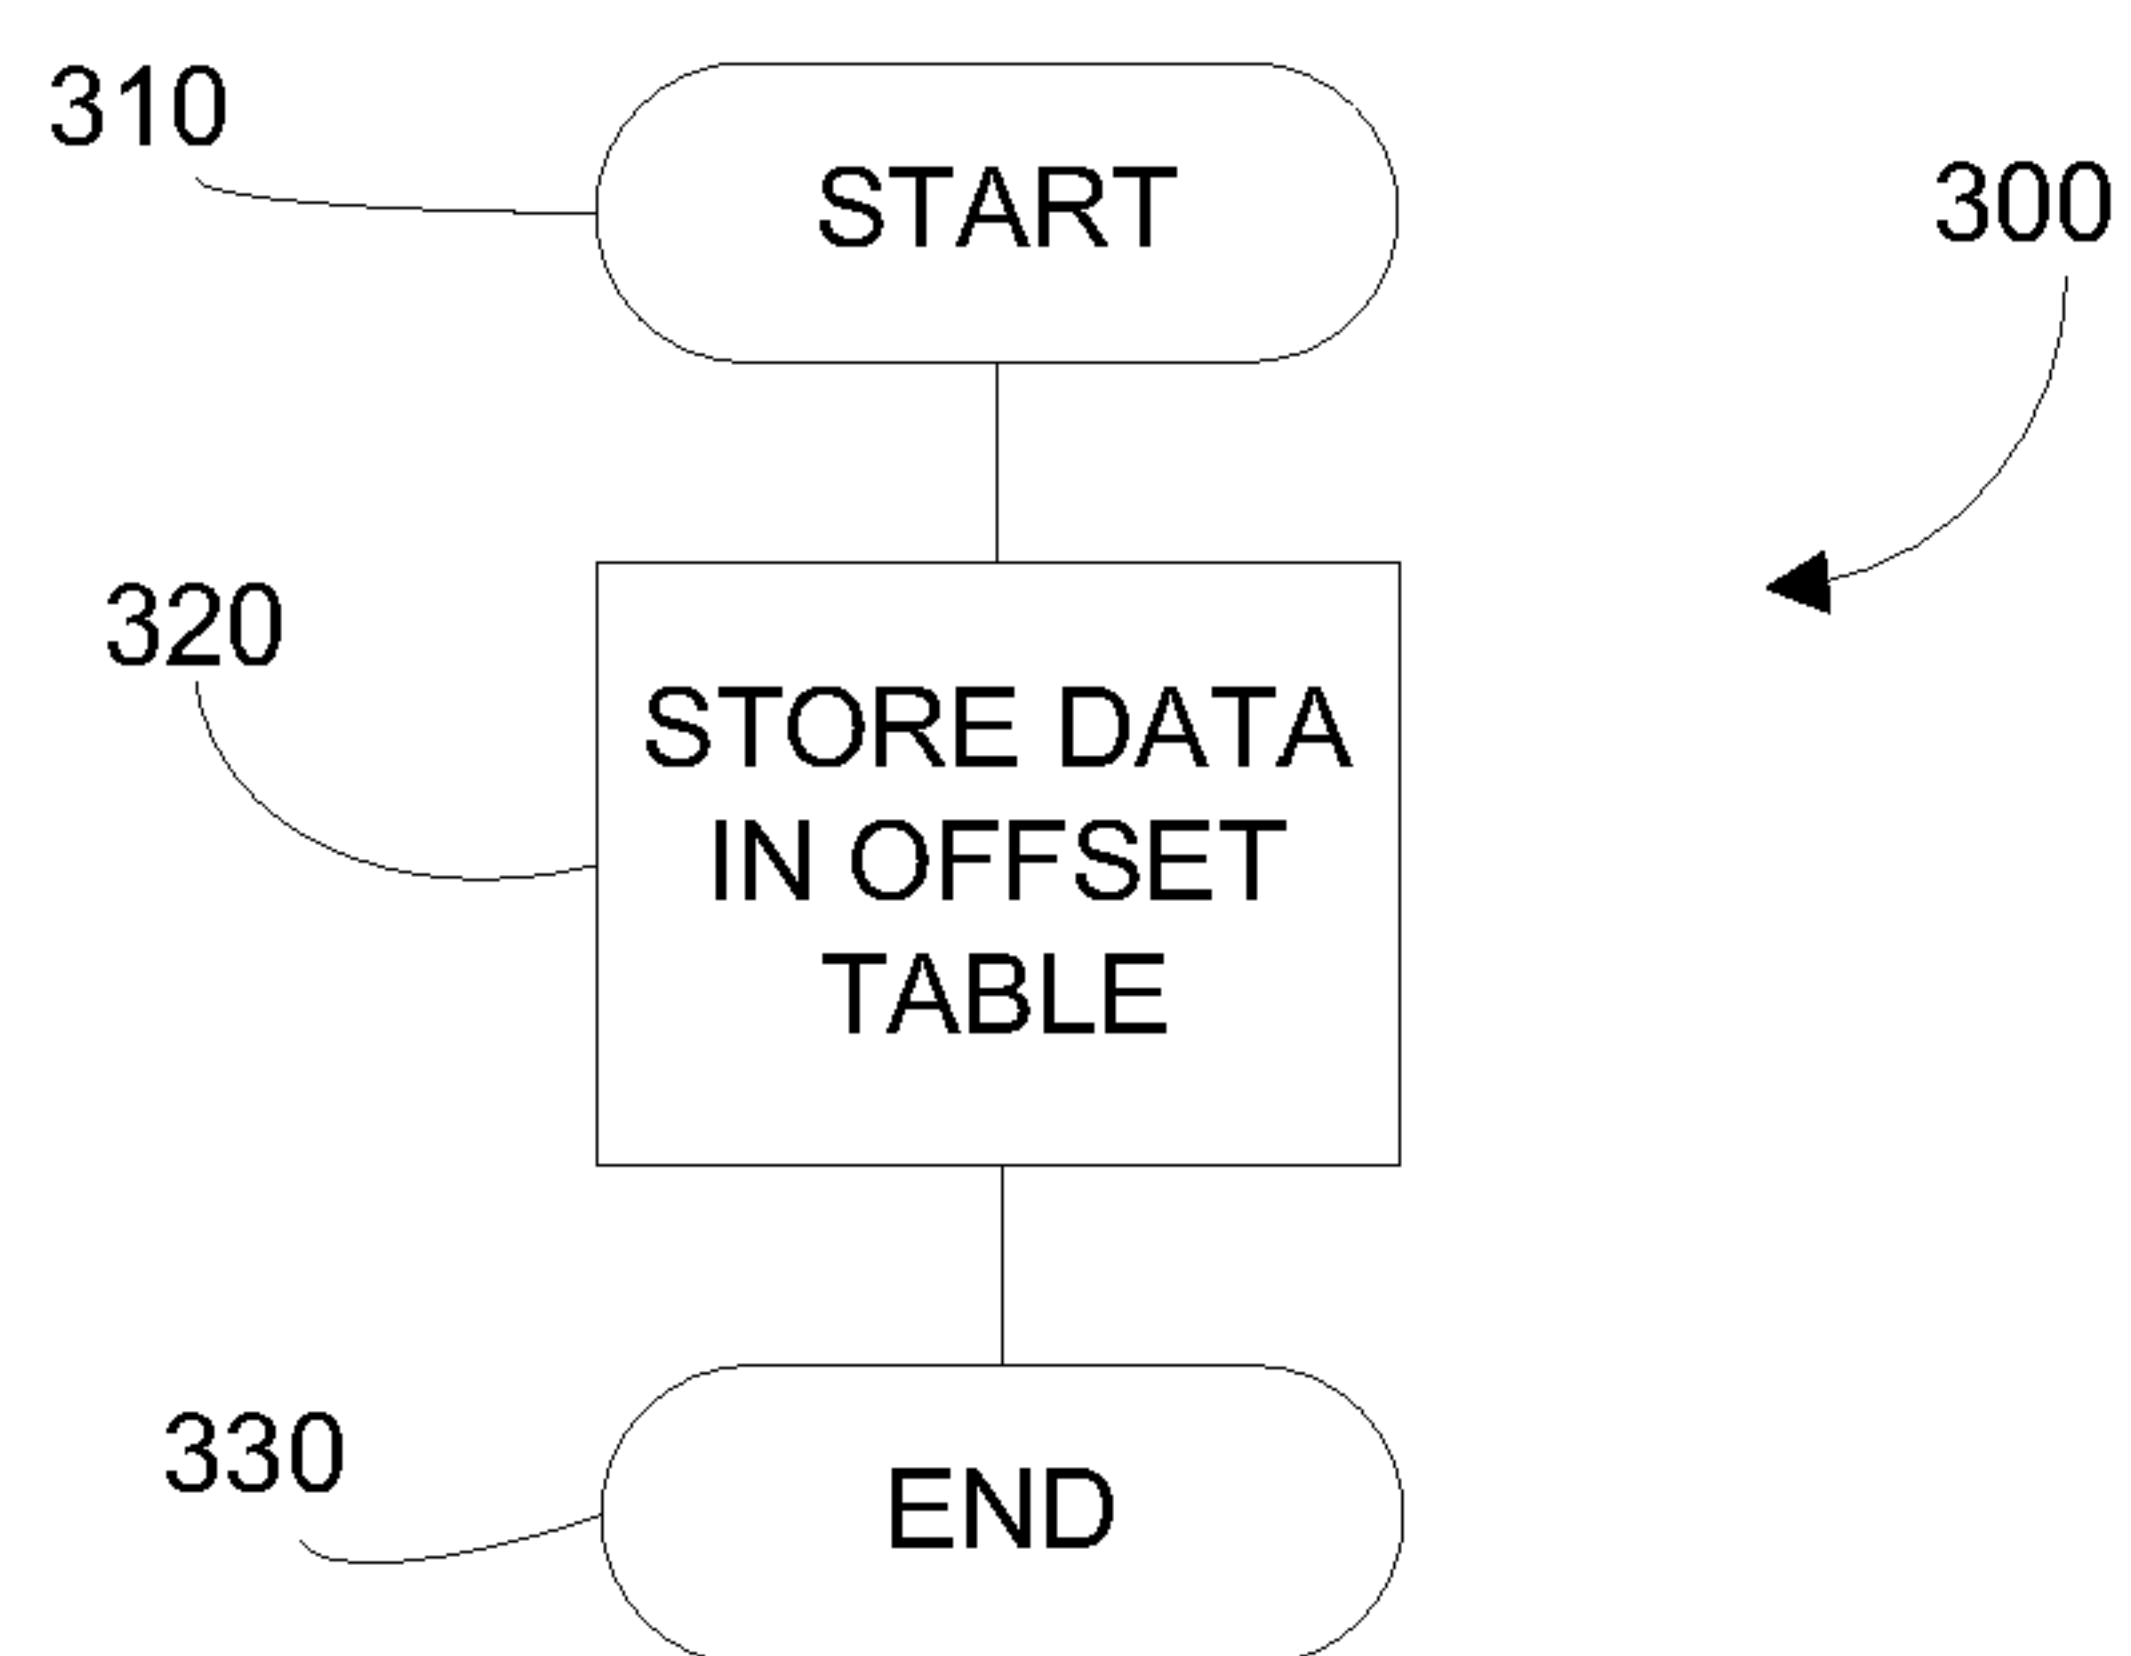 310
START
300
320
STORE DATA
IN OFFSET
TABLE
330
END